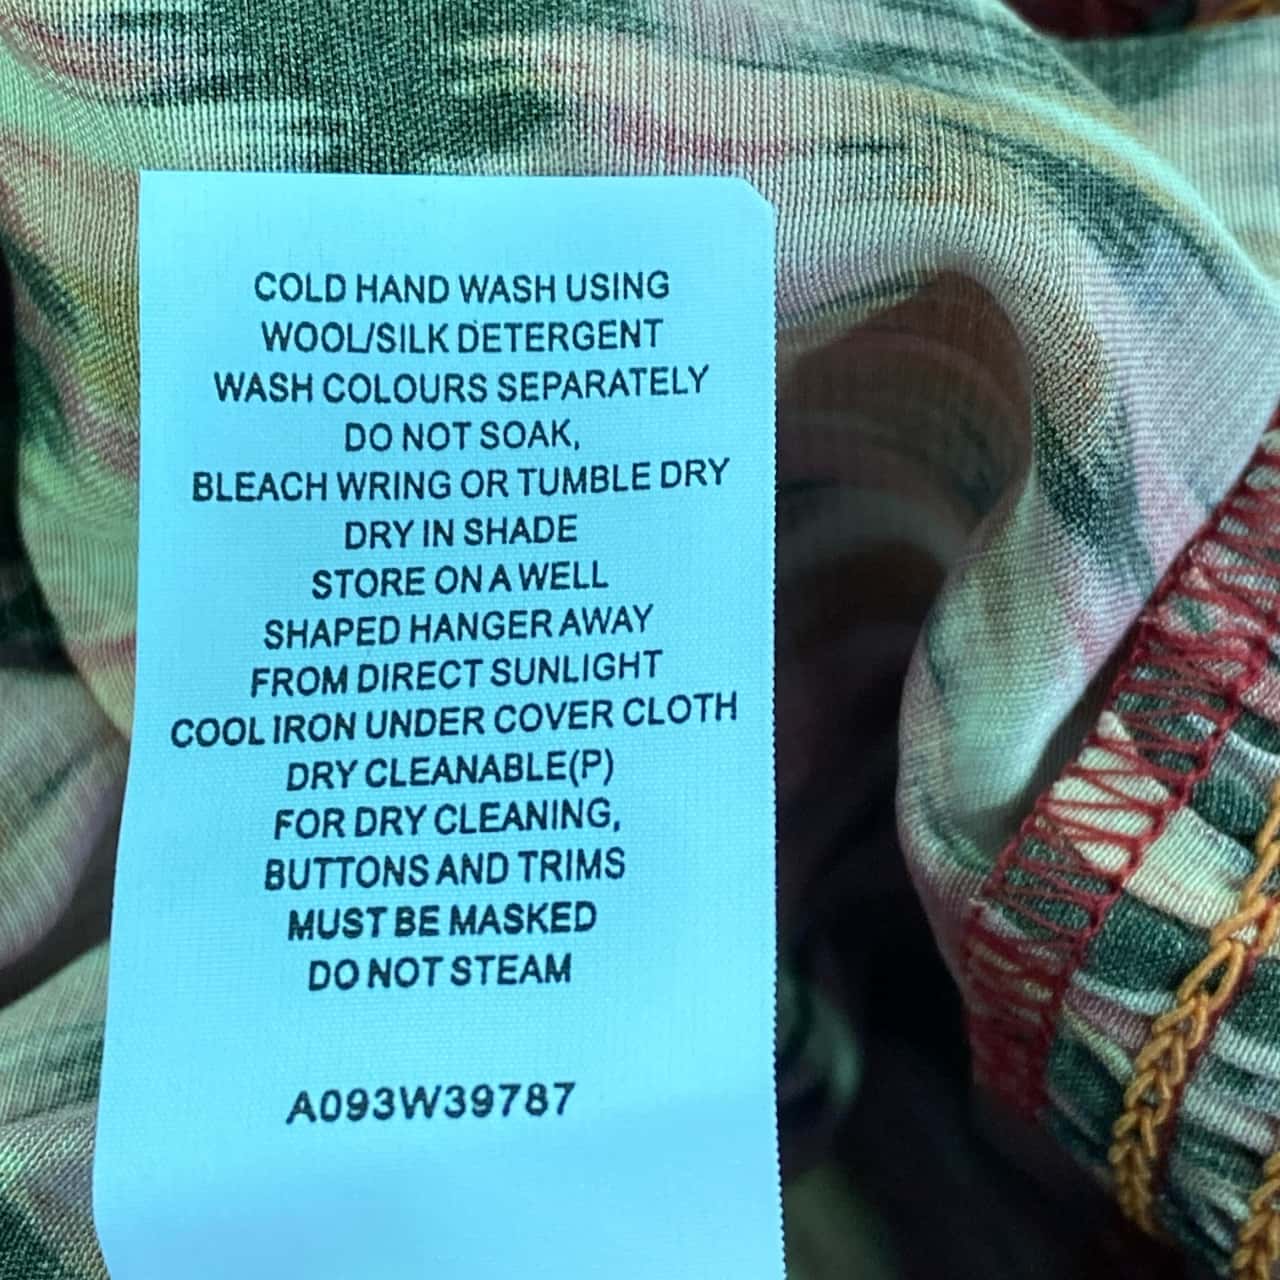 COLD HAND WASH USING
WOOL/SILK DETERGENT
WASH COLOURS SEPARATELY
DO NOT SOAK,
BLEACH WRING OR TUMBLE DRY
DRY IN SHADE
STORE ON A WELL
SHAPED HANGER AWAY
FROM DIRECT SUNLIGHT
COOL IRON UNDER COVER CLOTH
DRY CLEANABLE(P)
FOR DRY CLEANING,
BUTTONS AND TRIMS
MUST BE MASKED
DO NOT STEAM
A093W39787